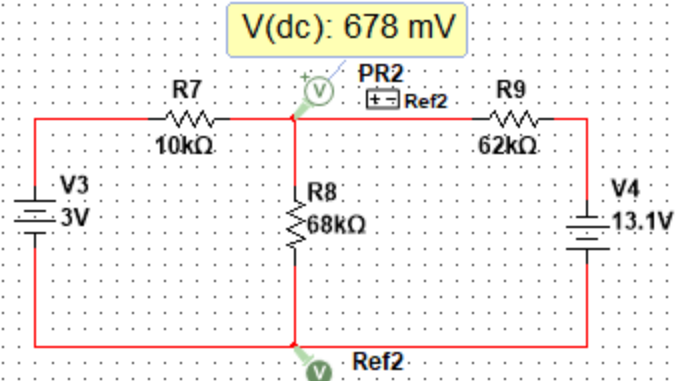 V(dc): 678 mV
PR2
R7
R9
+ - Ref2
+
V
10kΩ
62kΩ
V3
3V
R8
68kΩ
V4
13.1V
Ref2
V